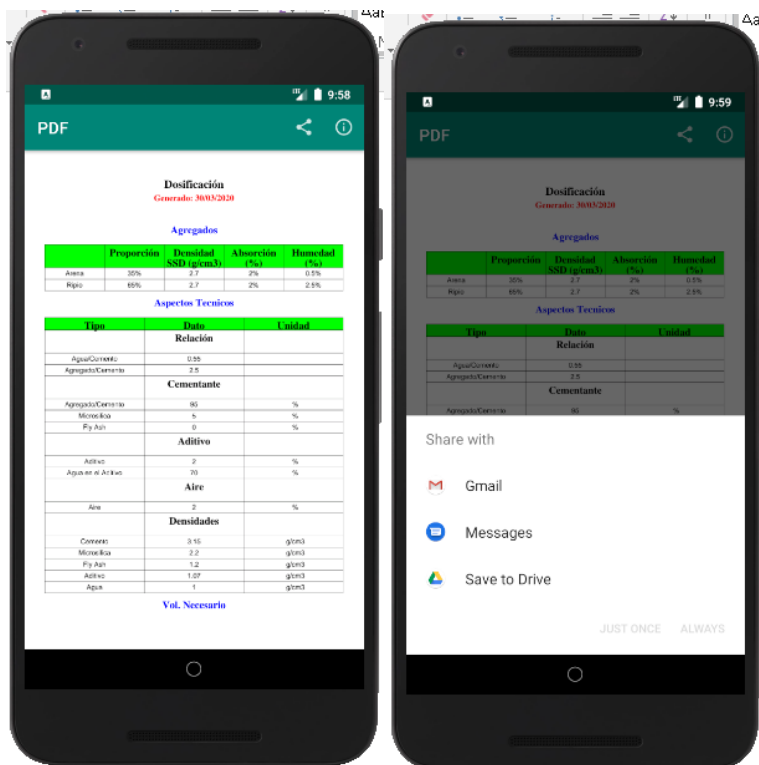 9:58
PDF
Dosificación
Generado: 30/03/2020
Agregados
Proporción Densidad SSD (g/cm3) Absorción (%) Humedad (%)
Arena 35% 2.7 2% 0.5%
Ripio 65% 2.7 2% 2.5%
Aspectos Tecnicos
Tipo Dato Unidad
Relación
Agua/Cemento 0.55
Agregado/Cemento 2.5
Cementante
Agregado/Cemento 95 %
Microsilica 5 %
Fly Ash 0 %
Aditivo
Aditivo 2 %
Agua en el Aditivo 70 %
Aire
Aire 2 %
Densidades
Cemento 3.15 g/cm3
Microsilica 2.2 g/cm3
Fly Ash 1.2 g/cm3
Aditivo 1.07 g/cm3
Agua 1 g/cm3
Vol. Necesario
9:59
PDF
Dosificación
Generado: 30/03/2020
Agregados
Proporción Densidad SSD (g/cm3) Absorción (%) Humedad (%)
Arena 35% 2.7 2% 0.5%
Ripio 65% 2.7 2% 2.5%
Aspectos Tecnicos
Tipo Dato Unidad
Relación
Agua/Cemento 0.55
Agregado/Cemento 2.5
Cementante
Agregado/Cemento 95 %
Share with
Gmail
Messages
Save to Drive
JUST ONCE ALWAYS